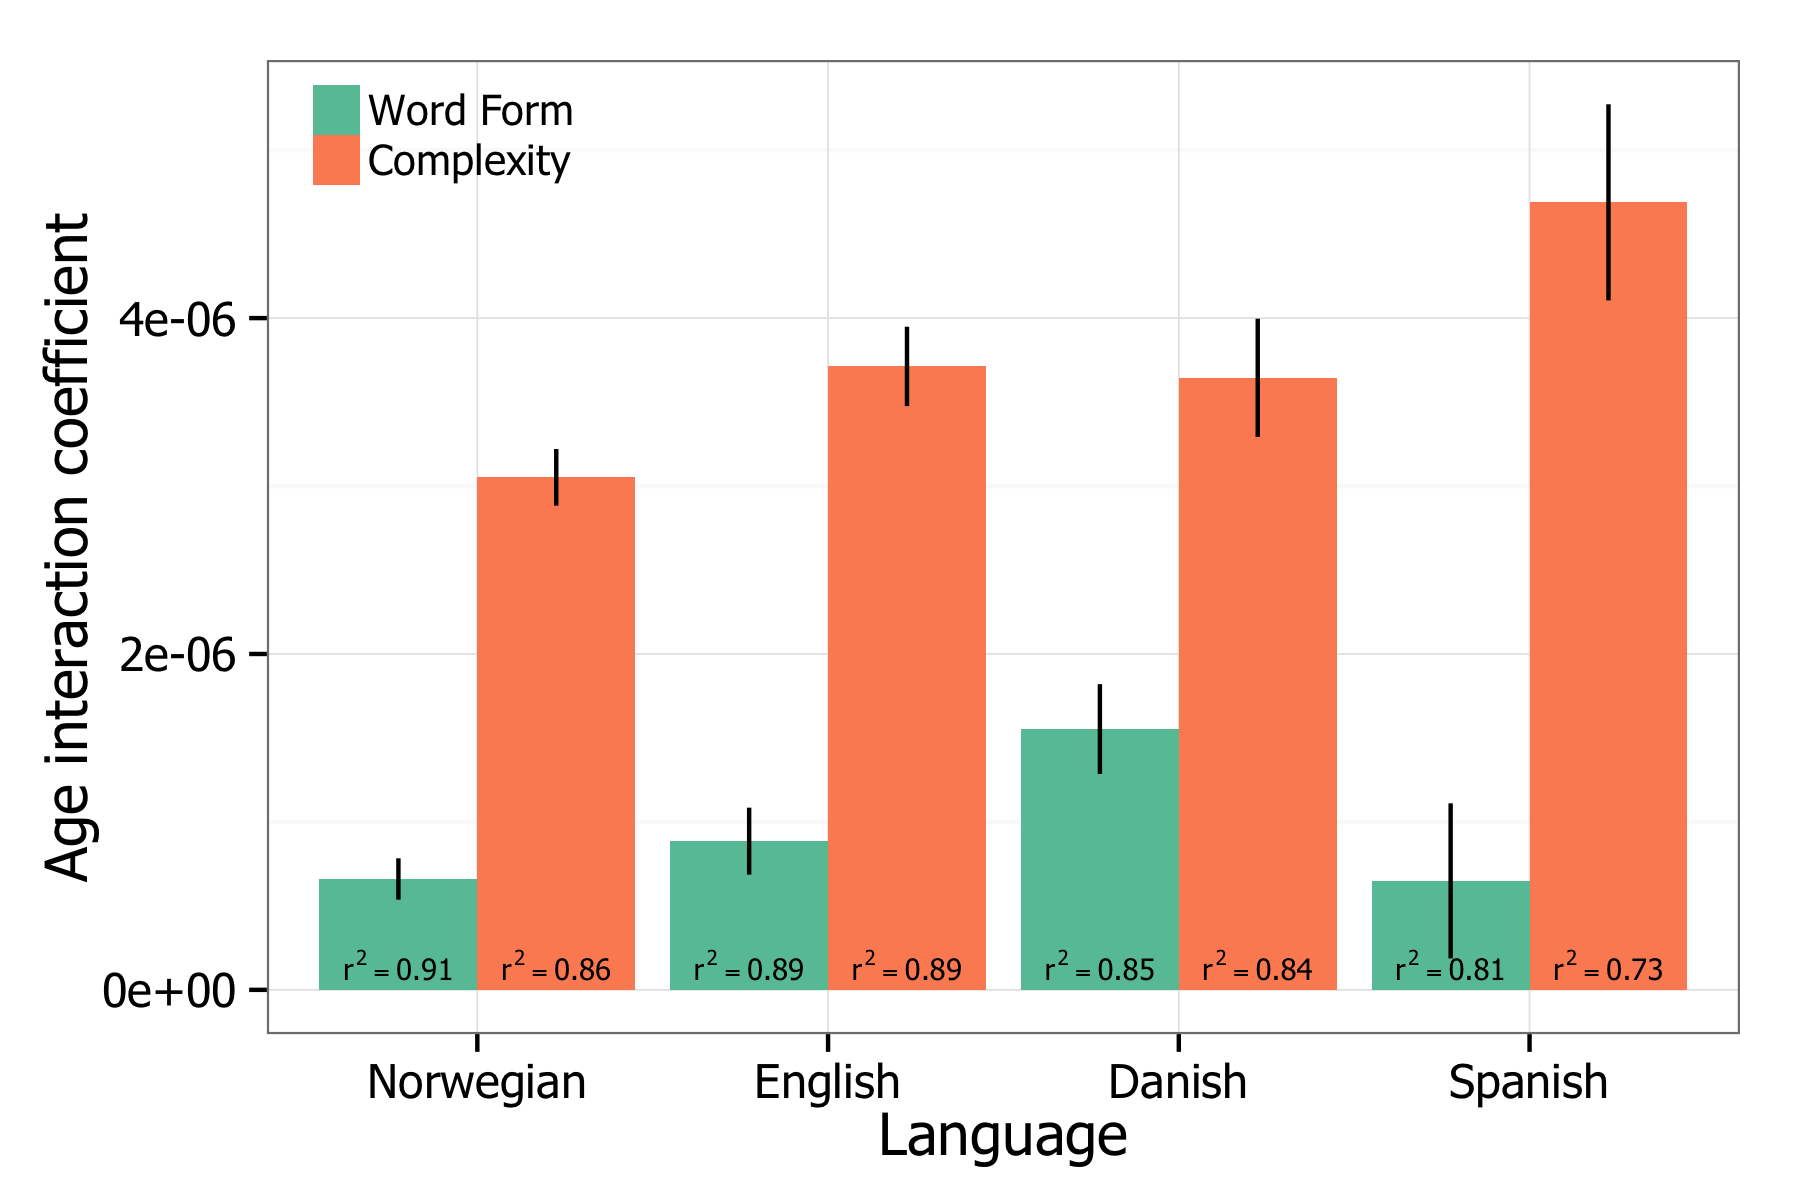 Word Form
Complexity
Age interaction coefficient
4e-06
2e-06
0e+00
r² = 0.91 r² = 0.86 r² = 0.89 r² = 0.89 r² = 0.85 r² = 0.84 r² = 0.81 r² = 0.73
Norwegian English Danish Spanish
Language